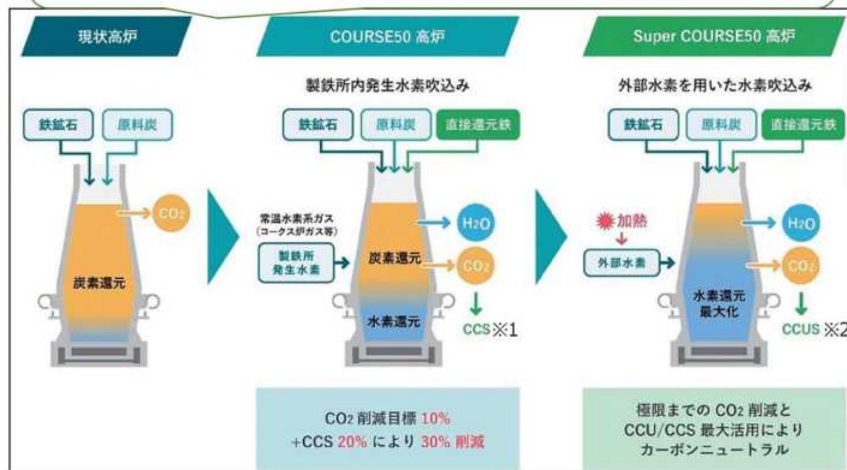 現状高炉
COURSE50 高炉
Super COURSE50 高炉
製鉄所内発生水素吹込み
外部水素を用いた水素吹込み
鉄鉱石
原料炭
鉄鉱石
原料炭
直接還元鉄
鉄鉱石
原料炭
直接還元鉄
CO₂
炭素還元
常温水素系ガス
(コークス炉ガス等)
製鉄所
発生水素
炭素還元
水素還元
H₂O
CO₂
CCS ※1
加熱
外部水素
水素還元
最大化
H₂O
CO₂
CCUS ※2
CO₂ 削減目標 10%
+CCS 20% により 30% 削減
極限までの CO₂ 削減と
CCU/CCS 最大活用により
カーボンニュートラル